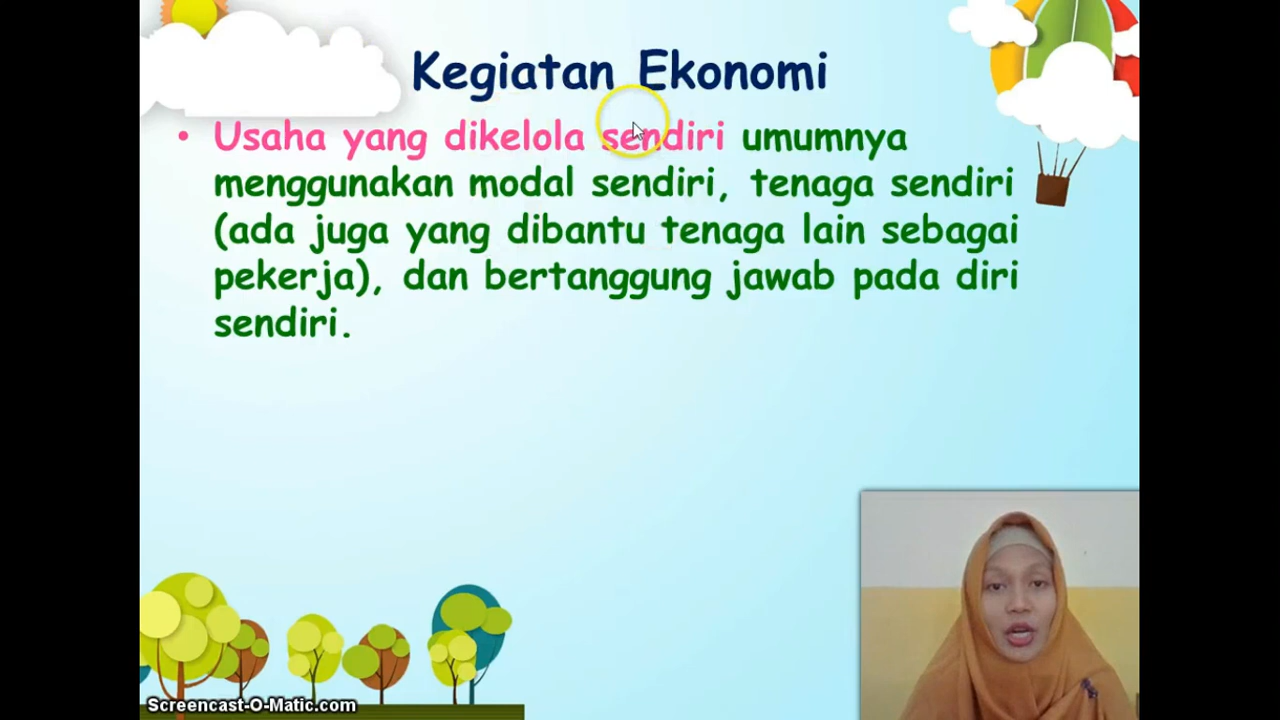 Kegiatan Ekonomi
• Usaha yang dikelola sendiri umumnya
menggunakan modal sendiri, tenaga sendiri
(ada juga yang dibantu tenaga lain sebagai
pekerja), dan bertanggung jawab pada diri
sendiri.
Screencast-O-Matic.com